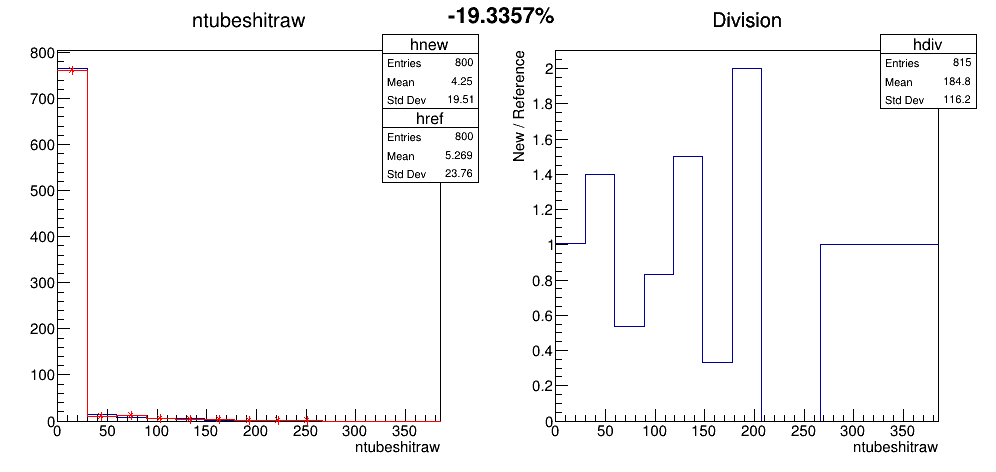 -19.3357%
ntubeshitraw
hnew
Entries 800
Mean 4.25
Std Dev 19.51
href
Entries 800
Mean 5.269
Std Dev 23.76
800
700
600
500
400
300
200
100
0
0 50 100 150 200 250 300 350
ntubeshitraw
Division
hdiv
Entries 815
Mean 184.8
Std Dev 116.2
New / Reference
2
1.8
1.6
1.4
1.2
1
0.8
0.6
0.4
0.2
0
0 50 100 150 200 250 300 350
ntubeshitraw